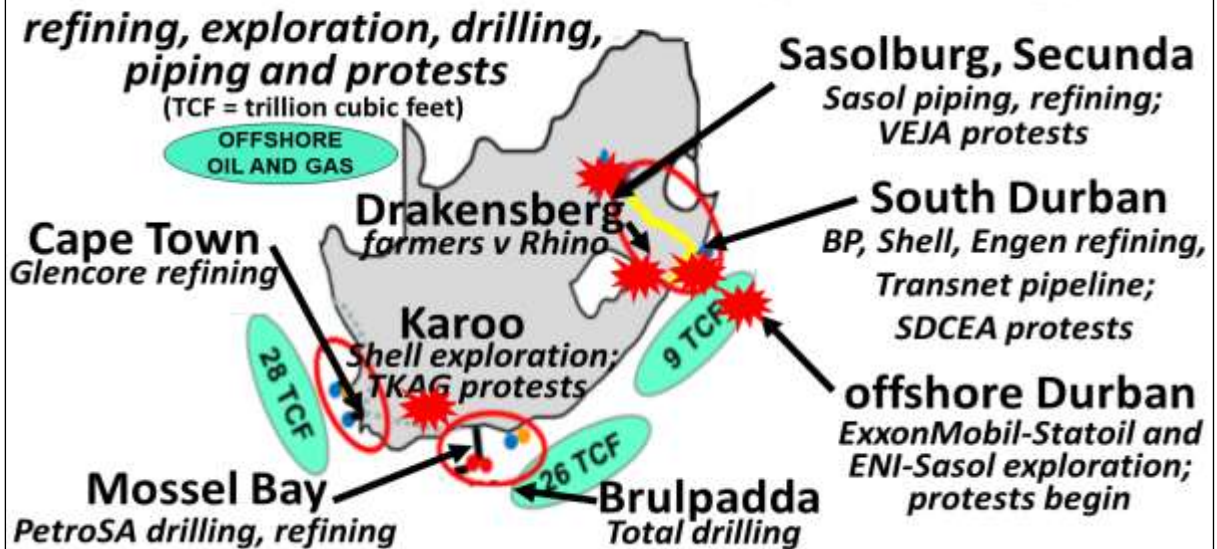 refining, exploration, drilling,
piping and protests
(TCF = trillion cubic feet)
OFFSHORE
OIL AND GAS
Sasolburg, Secunda
Sasol piping, refining;
VEJA protests
Drakensberg
farmers v Rhino
South Durban
BP, Shell, Engen refining,
Transnet pipeline;
SDCEA protests
Cape Town
Glencore refining
Karoo
Shell exploration;
TKAG protests
28 TCF
9 TCF
26 TCF
offshore Durban
ExxonMobil-Statoil and
ENI-Sasol exploration;
protests begin
Mossel Bay
PetroSA drilling, refining
Brulpadda
Total drilling